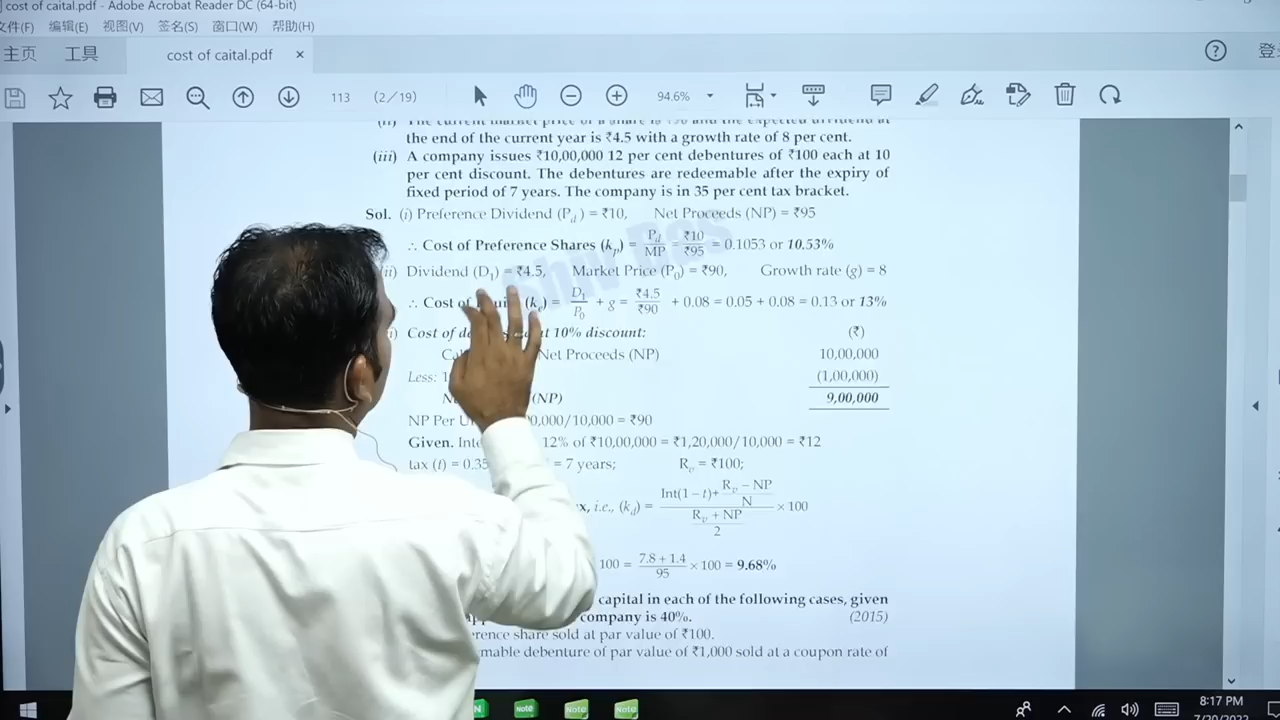 cost of caital.pdf - Adobe Acrobat Reader DC (64-bit)
文件(F) 编辑(E) 视图(V) 签名(S) 窗口(W) 帮助(H)
主页 工具 cost of caital.pdf ×
113 (2/19) 94.6%
the end of the current year is ₹4.5 with a growth rate of 8 per cent.
(iii) A company issues ₹10,00,000 12 per cent debentures of ₹100 each at 10
per cent discount. The debentures are redeemable after the expiry of
fixed period of 7 years. The company is in 35 per cent tax bracket.
Sol. (i) Preference Dividend (Pd) = ₹10, Net Proceeds (NP) = ₹95
∴ Cost of Preference Shares (kp) = Pd/MP = ₹10/₹95 = 0.1053 or 10.53%
Dividend (D1) = ₹4.5, Market Price (P0) = ₹90, Growth rate (g) = 8
∴ Cost of = D1/P0 + g = ₹4.5/₹90 + 0.08 = 0.05 + 0.08 = 0.13 or 13%
Cost of at 10% discount: (₹)
Net Proceeds (NP) 10,00,000
Less: (1,00,000)
(NP) 9,00,000
NP Per = ₹90
Given. 12% of ₹10,00,000 = ₹1,20,000/10,000 = ₹12
tax (t) = 0.35 = 7 years; Rv = ₹100;
i.e., (kd) = Int(1 – t)+ Rv – NP/N / Rv + NP/2 × 100
100 = 7.8 + 1.4/95 × 100 = 9.68%
capital in each of the following cases, given
company is 40%. (2015)
share sold at par value of ₹100.
debenture of par value of ₹1,000 sold at a coupon rate of
Note Note Note
8:17 PM